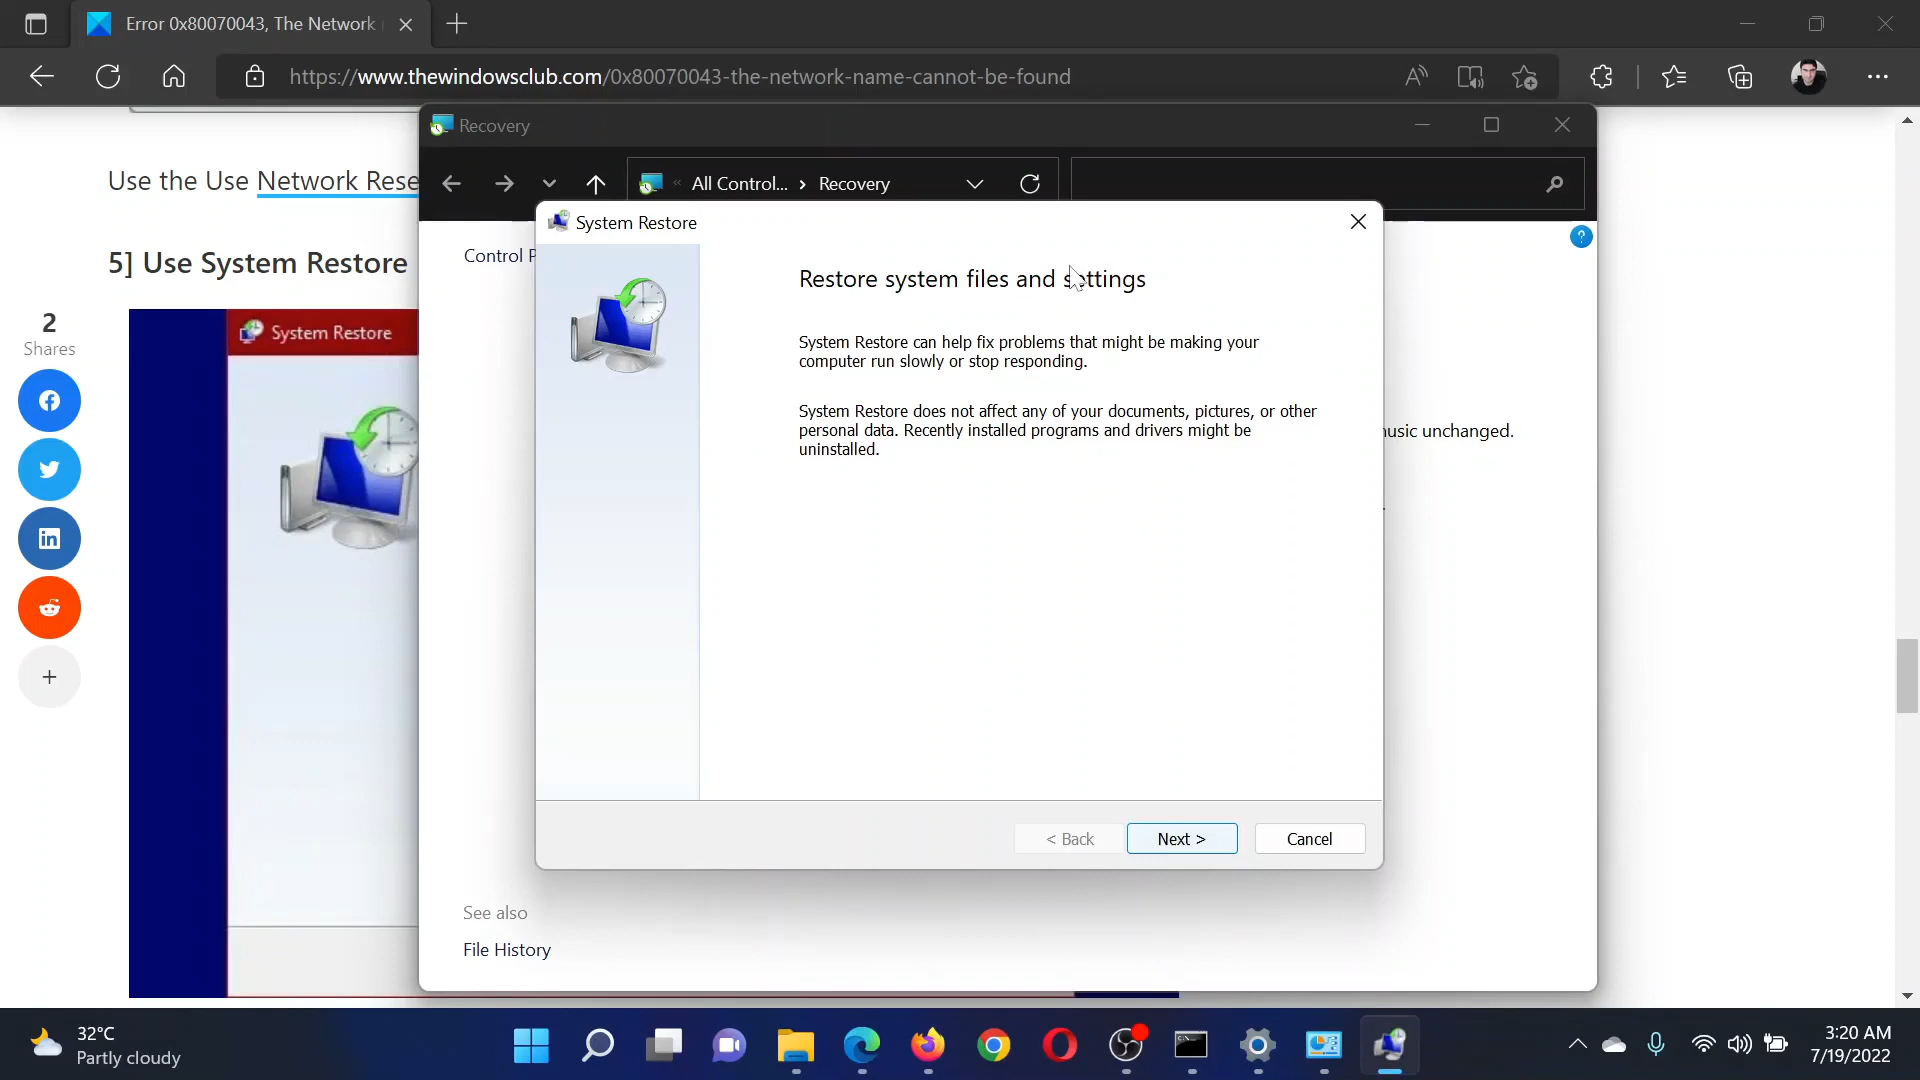 Error 0x80070043, The Network
https://www.thewindowsclub.com/0x80070043-the-network-name-cannot-be-found
Recovery
All Control... > Recovery
Use the Use Network Rese
5] Use System Restore
Control P
2
Shares
System Restore
System Restore
Restore system files and settings
System Restore can help fix problems that might be making your
computer run slowly or stop responding.
System Restore does not affect any of your documents, pictures, or other
personal data. Recently installed programs and drivers might be
uninstalled.
usic unchanged.
< Back
Next >
Cancel
See also
File History
32°C
Partly cloudy
3:20 AM
7/19/2022